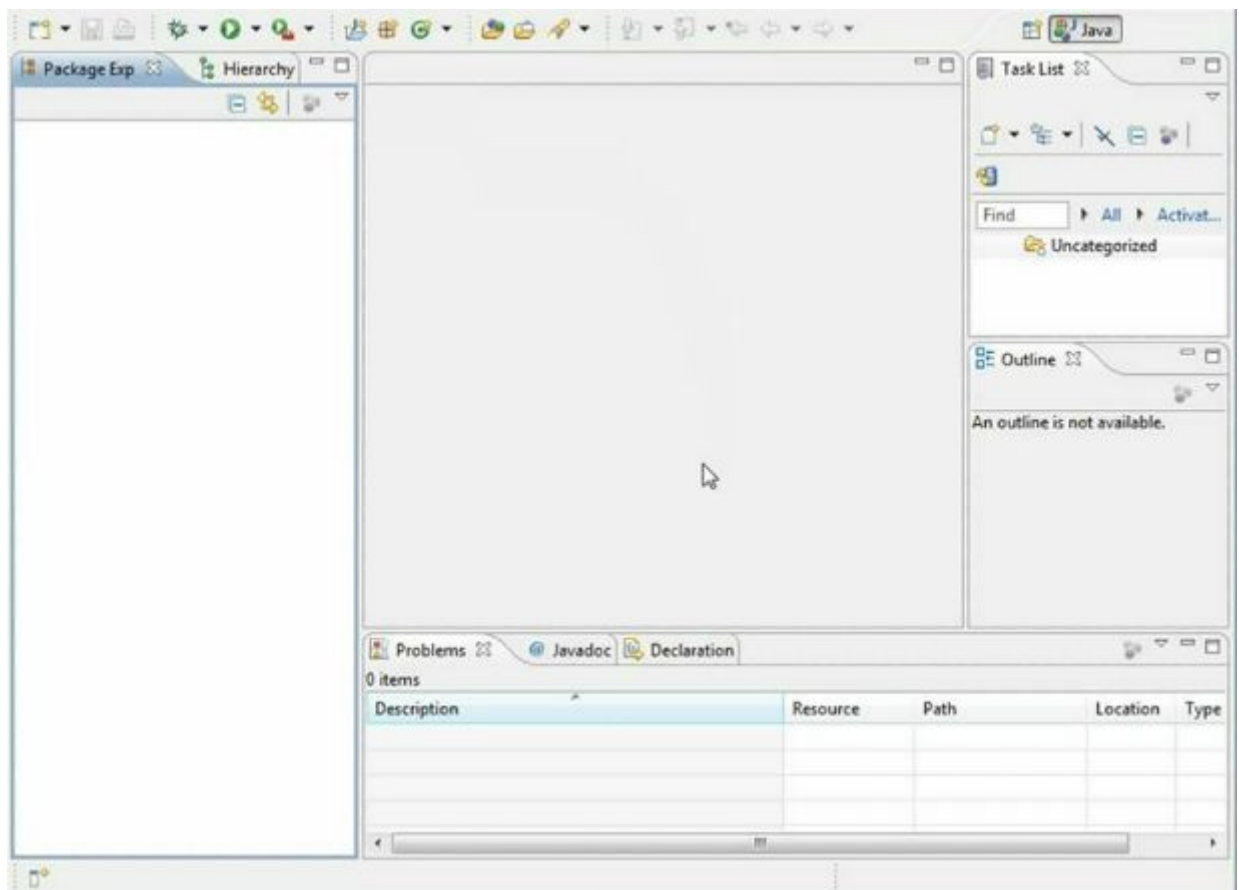 Java
Package Exp
Hierarchy
Task List
Find
All
Activat...
Uncategorized
Outline
An outline is not available.
Problems
@ Javadoc
Declaration
0 items
Description
Resource
Path
Location
Type